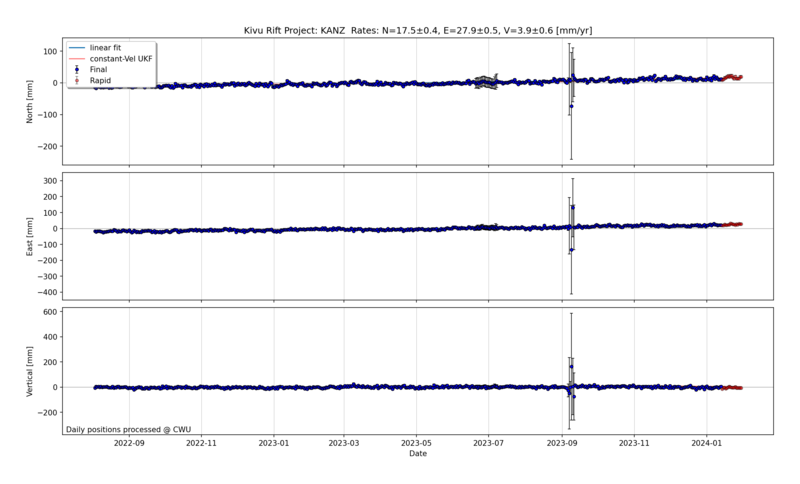 Kivu Rift Project: KANZ Rates: N=17.5±0.4, E=27.9±0.5, V=3.9±0.6 [mm/yr]
linear fit
constant-Vel UKF
Final
Rapid
North [mm]
100
0
−100
−200
East [mm]
300
200
100
0
−100
−200
−300
−400
Vertical [mm]
600
400
200
0
−200
Daily positions processed @ CWU
2022-09 2022-11 2023-01 2023-03 2023-05 2023-07 2023-09 2023-11 2024-01
Date